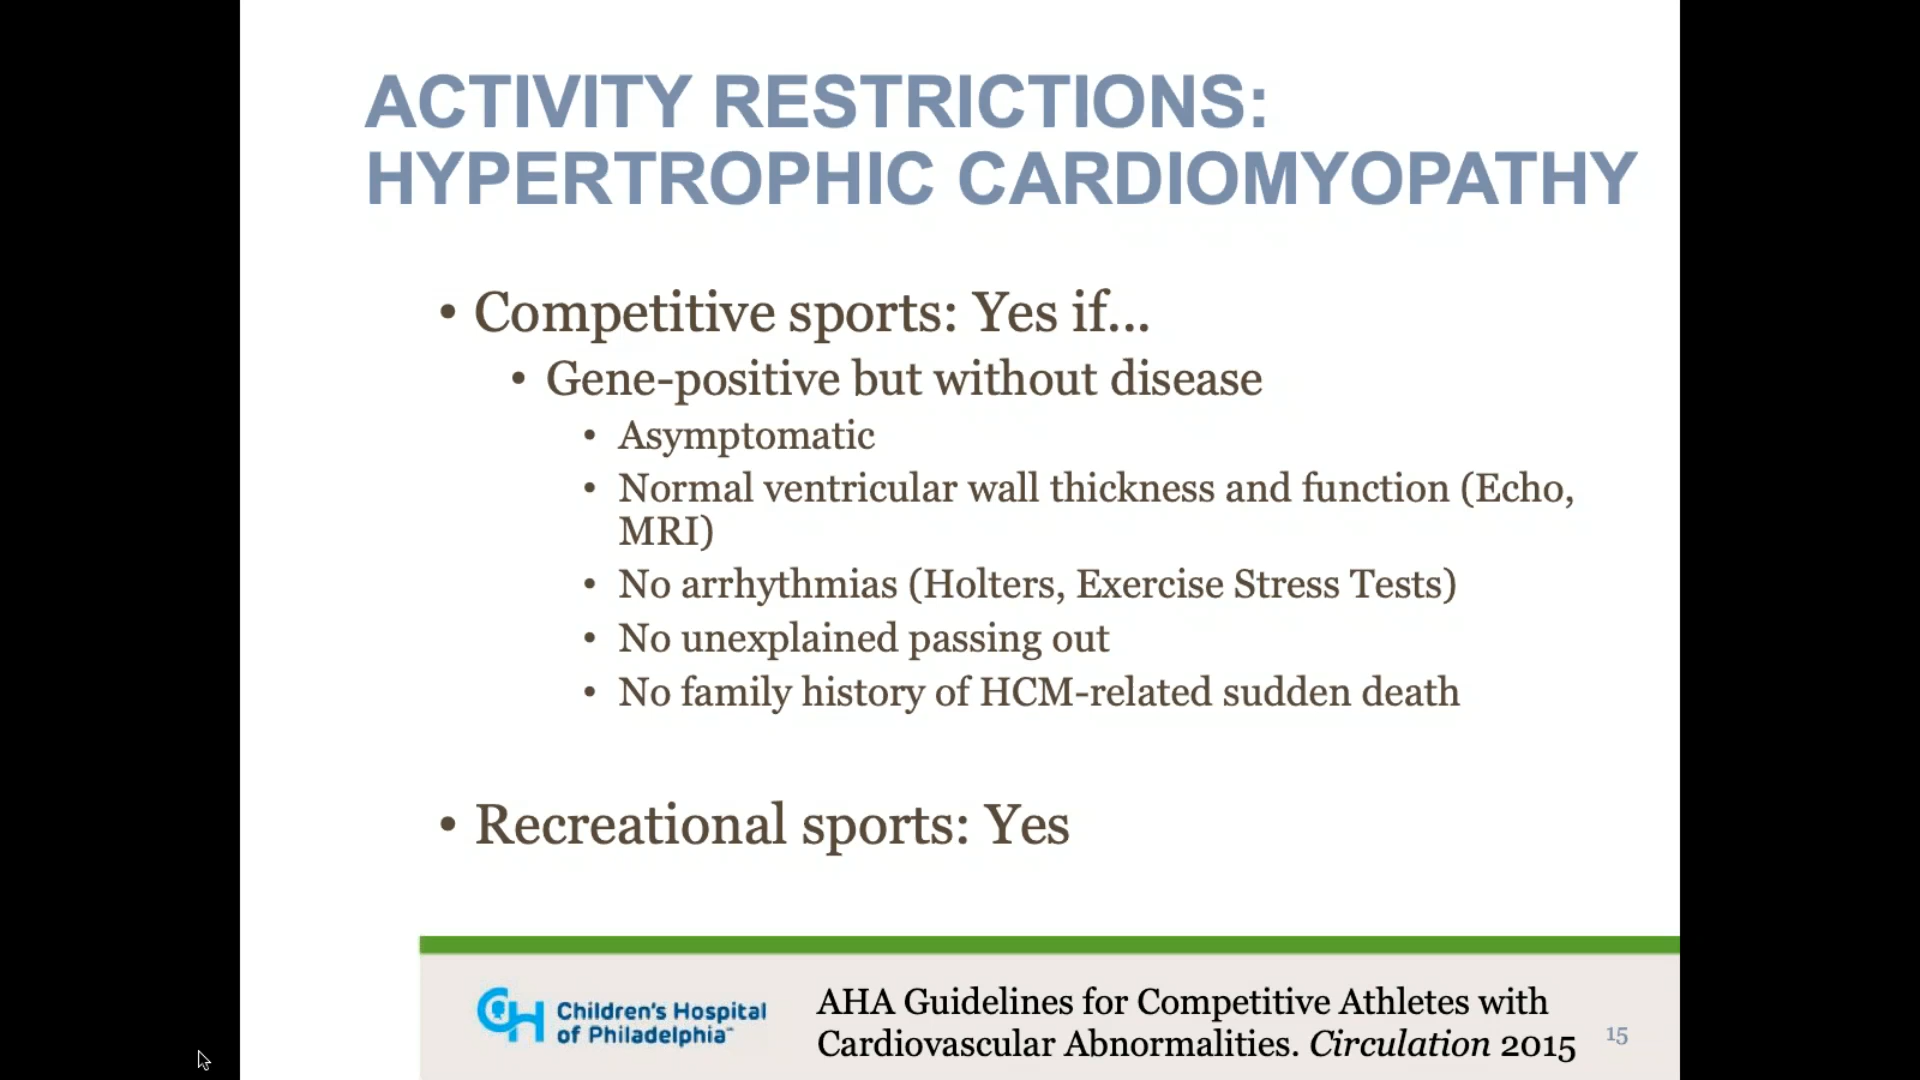 ACTIVITY RESTRICTIONS:
HYPERTROPHIC CARDIOMYOPATHY
• Competitive sports: Yes if...
• Gene-positive but without disease
• Asymptomatic
• Normal ventricular wall thickness and function (Echo,
MRI)
• No arrhythmias (Holters, Exercise Stress Tests)
• No unexplained passing out
• No family history of HCM-related sudden death
• Recreational sports: Yes
CH Children's Hospital
of Philadelphia™
AHA Guidelines for Competitive Athletes with
Cardiovascular Abnormalities. Circulation 2015
15